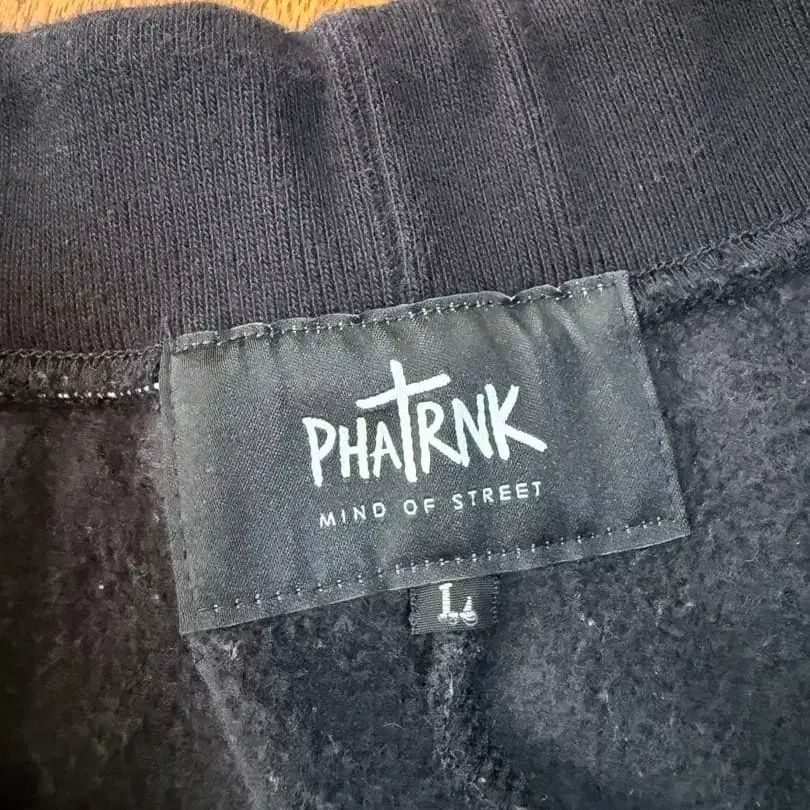 PHATRNK
MIND OF STREET
L